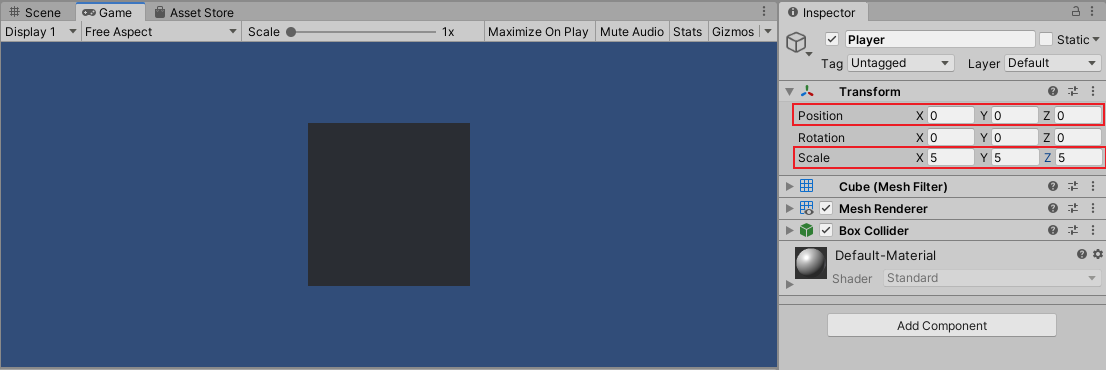 Scene Game Asset Store
Display 1 Free Aspect Scale 1x Maximize On Play Mute Audio Stats Gizmos
Inspector
Player Static
Tag Untagged Layer Default
Transform
Position X 0 Y 0 Z 0
Rotation X 0 Y 0 Z 0
Scale X 5 Y 5 Z 5
Cube (Mesh Filter)
Mesh Renderer
Box Collider
Default-Material
Shader Standard
Add Component